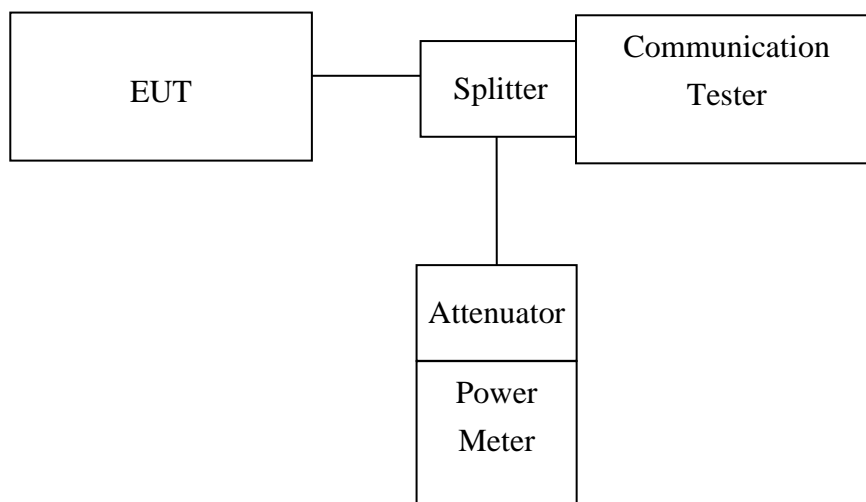 EUT
Splitter
Communication
Tester
Attenuator
Power
Meter